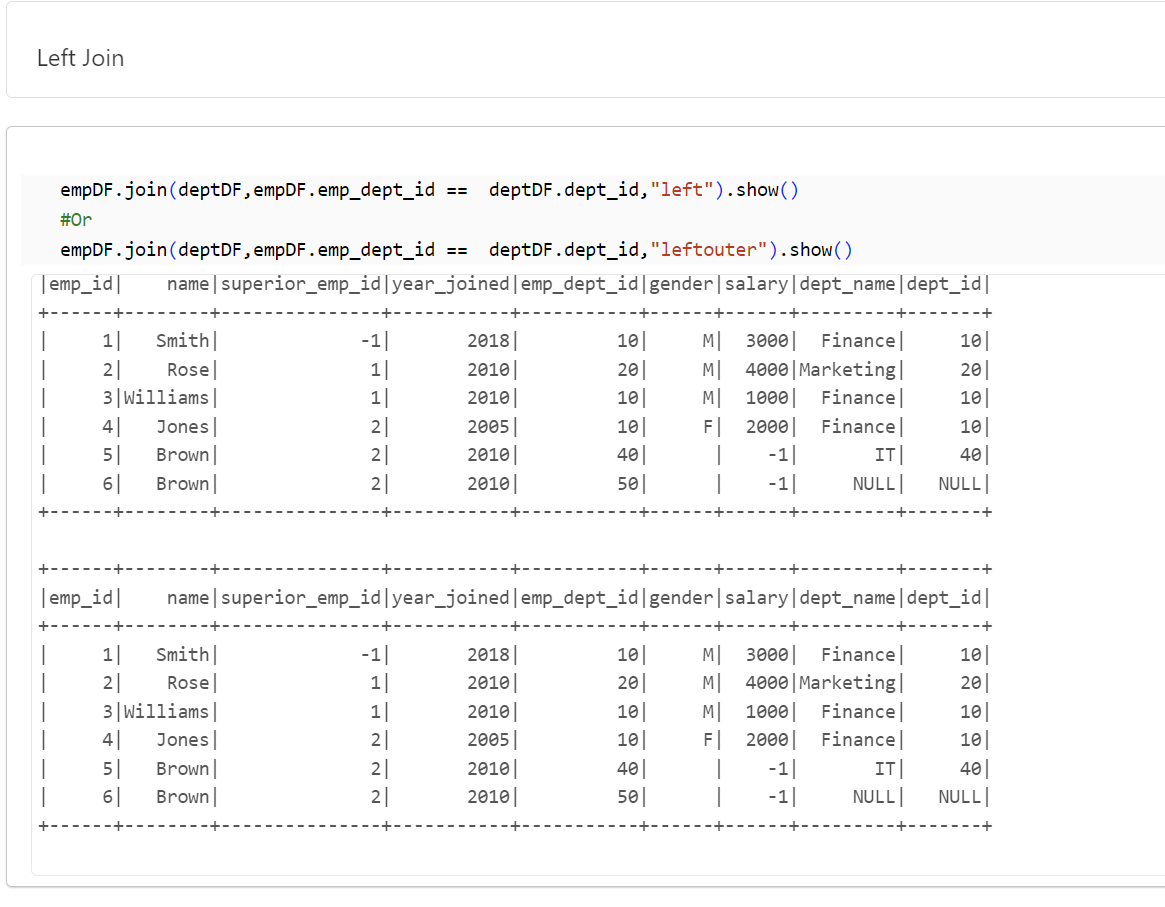 Left Join
empDF.join(deptDF,empDF.emp_dept_id ==  deptDF.dept_id,"left").show()
#Or
empDF.join(deptDF,empDF.emp_dept_id ==  deptDF.dept_id,"leftouter").show()
|emp_id|    name|superior_emp_id|year_joined|emp_dept_id|gender|salary|dept_name|dept_id|
+------+--------+---------------+-----------+-----------+------+------+---------+-------+
|     1|   Smith|             -1|       2018|         10|     M|  3000|  Finance|     10|
|     2|    Rose|              1|       2010|         20|     M|  4000|Marketing|     20|
|     3|Williams|              1|       2010|         10|     M|  1000|  Finance|     10|
|     4|   Jones|              2|       2005|         10|     F|  2000|  Finance|     10|
|     5|   Brown|              2|       2010|         40|      |    -1|       IT|     40|
|     6|   Brown|              2|       2010|         50|      |    -1|     NULL|   NULL|
+------+--------+---------------+-----------+-----------+------+------+---------+-------+
+------+--------+---------------+-----------+-----------+------+------+---------+-------+
|emp_id|    name|superior_emp_id|year_joined|emp_dept_id|gender|salary|dept_name|dept_id|
+------+--------+---------------+-----------+-----------+------+------+---------+-------+
|     1|   Smith|             -1|       2018|         10|     M|  3000|  Finance|     10|
|     2|    Rose|              1|       2010|         20|     M|  4000|Marketing|     20|
|     3|Williams|              1|       2010|         10|     M|  1000|  Finance|     10|
|     4|   Jones|              2|       2005|         10|     F|  2000|  Finance|     10|
|     5|   Brown|              2|       2010|         40|      |    -1|       IT|     40|
|     6|   Brown|              2|       2010|         50|      |    -1|     NULL|   NULL|
+------+--------+---------------+-----------+-----------+------+------+---------+-------+